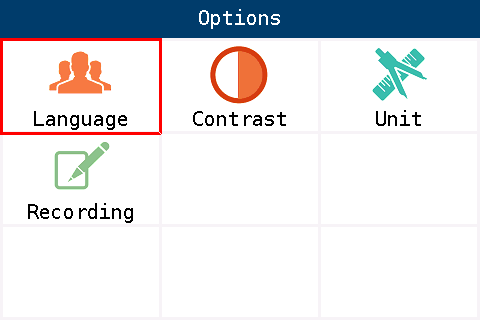 Options
Language
Contrast
Unit
Recording